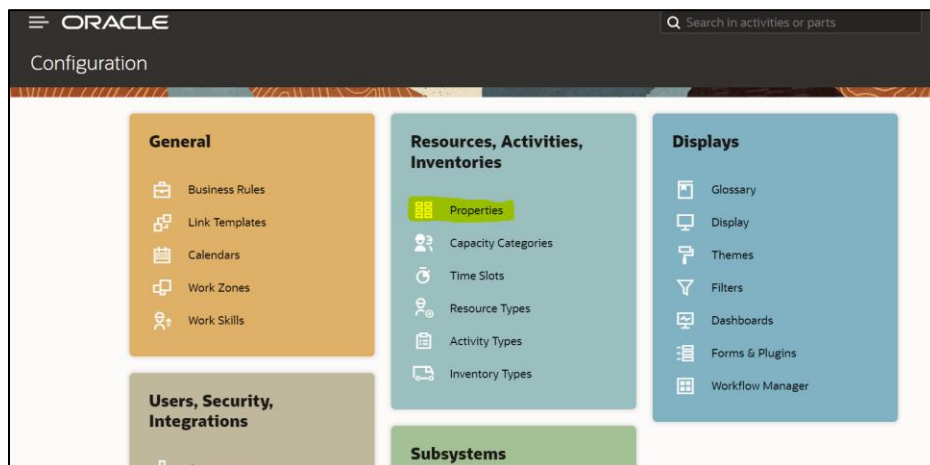 ORACLE
Search in activities or parts
Configuration
General
Business Rules
Link Templates
Calendars
Work Zones
Work Skills
Resources, Activities,
Inventories
Properties
Capacity Categories
Time Slots
Resource Types
Activity Types
Inventory Types
Displays
Glossary
Display
Themes
Filters
Dashboards
Forms & Plugins
Workflow Manager
Users, Security,
Integrations
Subsystems